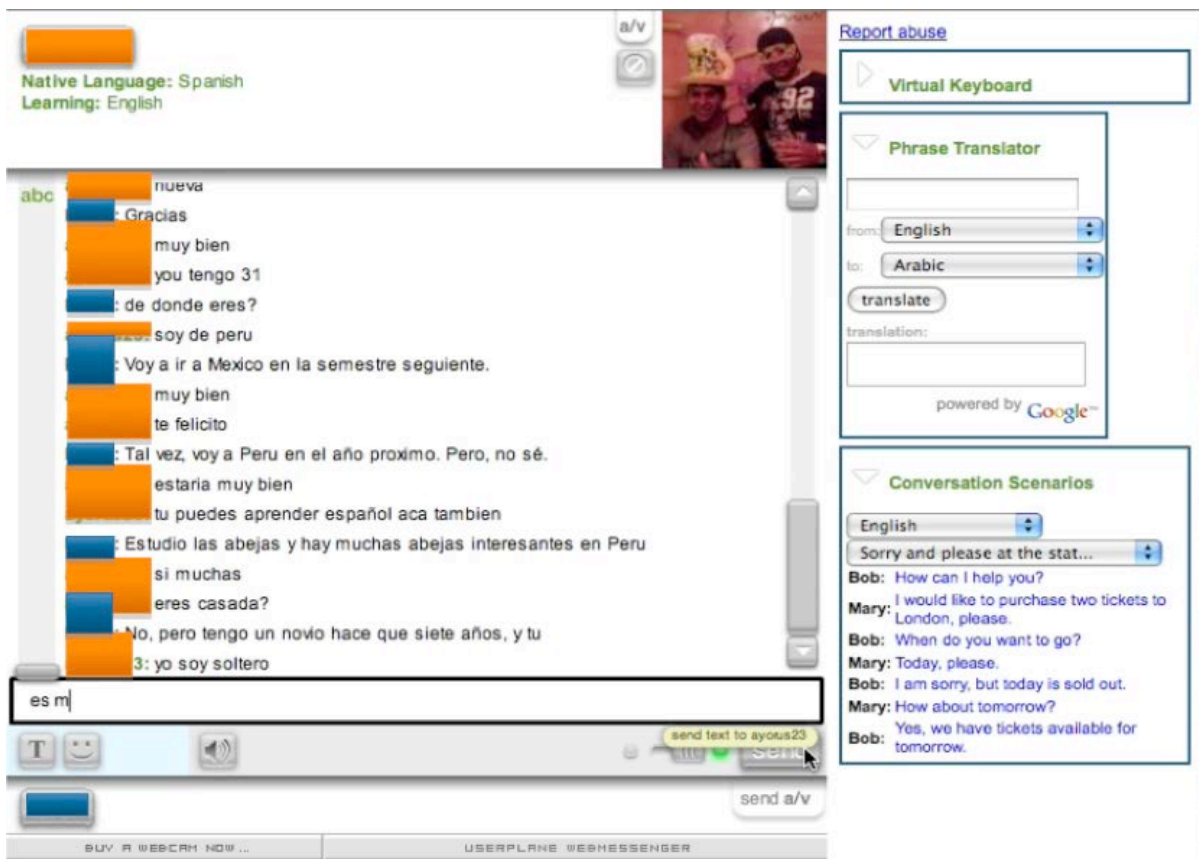 a/v
Native Language: Spanish
Learning: English
abc
nueva
: Gracias
muy bien
you tengo 31
: de donde eres?
soy de peru
: Voy a ir a Mexico en la semestre seguiente.
muy bien
te felicito
: Tal vez, voy a Peru en el año proximo. Pero, no sé.
estaria muy bien
tu puedes aprender español aca tambien
: Estudio las abejas y hay muchas abejas interesantes en Peru
si muchas
eres casada?
No, pero tengo un novio hace que siete años, y tu
3: yo soy soltero
es m
T
send text to ayorus23
send
send a/v
BUY A WEBCAM NOW ...
USERPLANE WEBMESSENGER
92
Report abuse
Virtual Keyboard
Phrase Translator
from: English
to: Arabic
translate
translation:
powered by Google™
Conversation Scenarios
English
Sorry and please at the stat...
Bob: How can I help you?
Mary: I would like to purchase two tickets to
London, please.
Bob: When do you want to go?
Mary: Today, please.
Bob: I am sorry, but today is sold out.
Mary: How about tomorrow?
Bob: Yes, we have tickets available for
tomorrow.